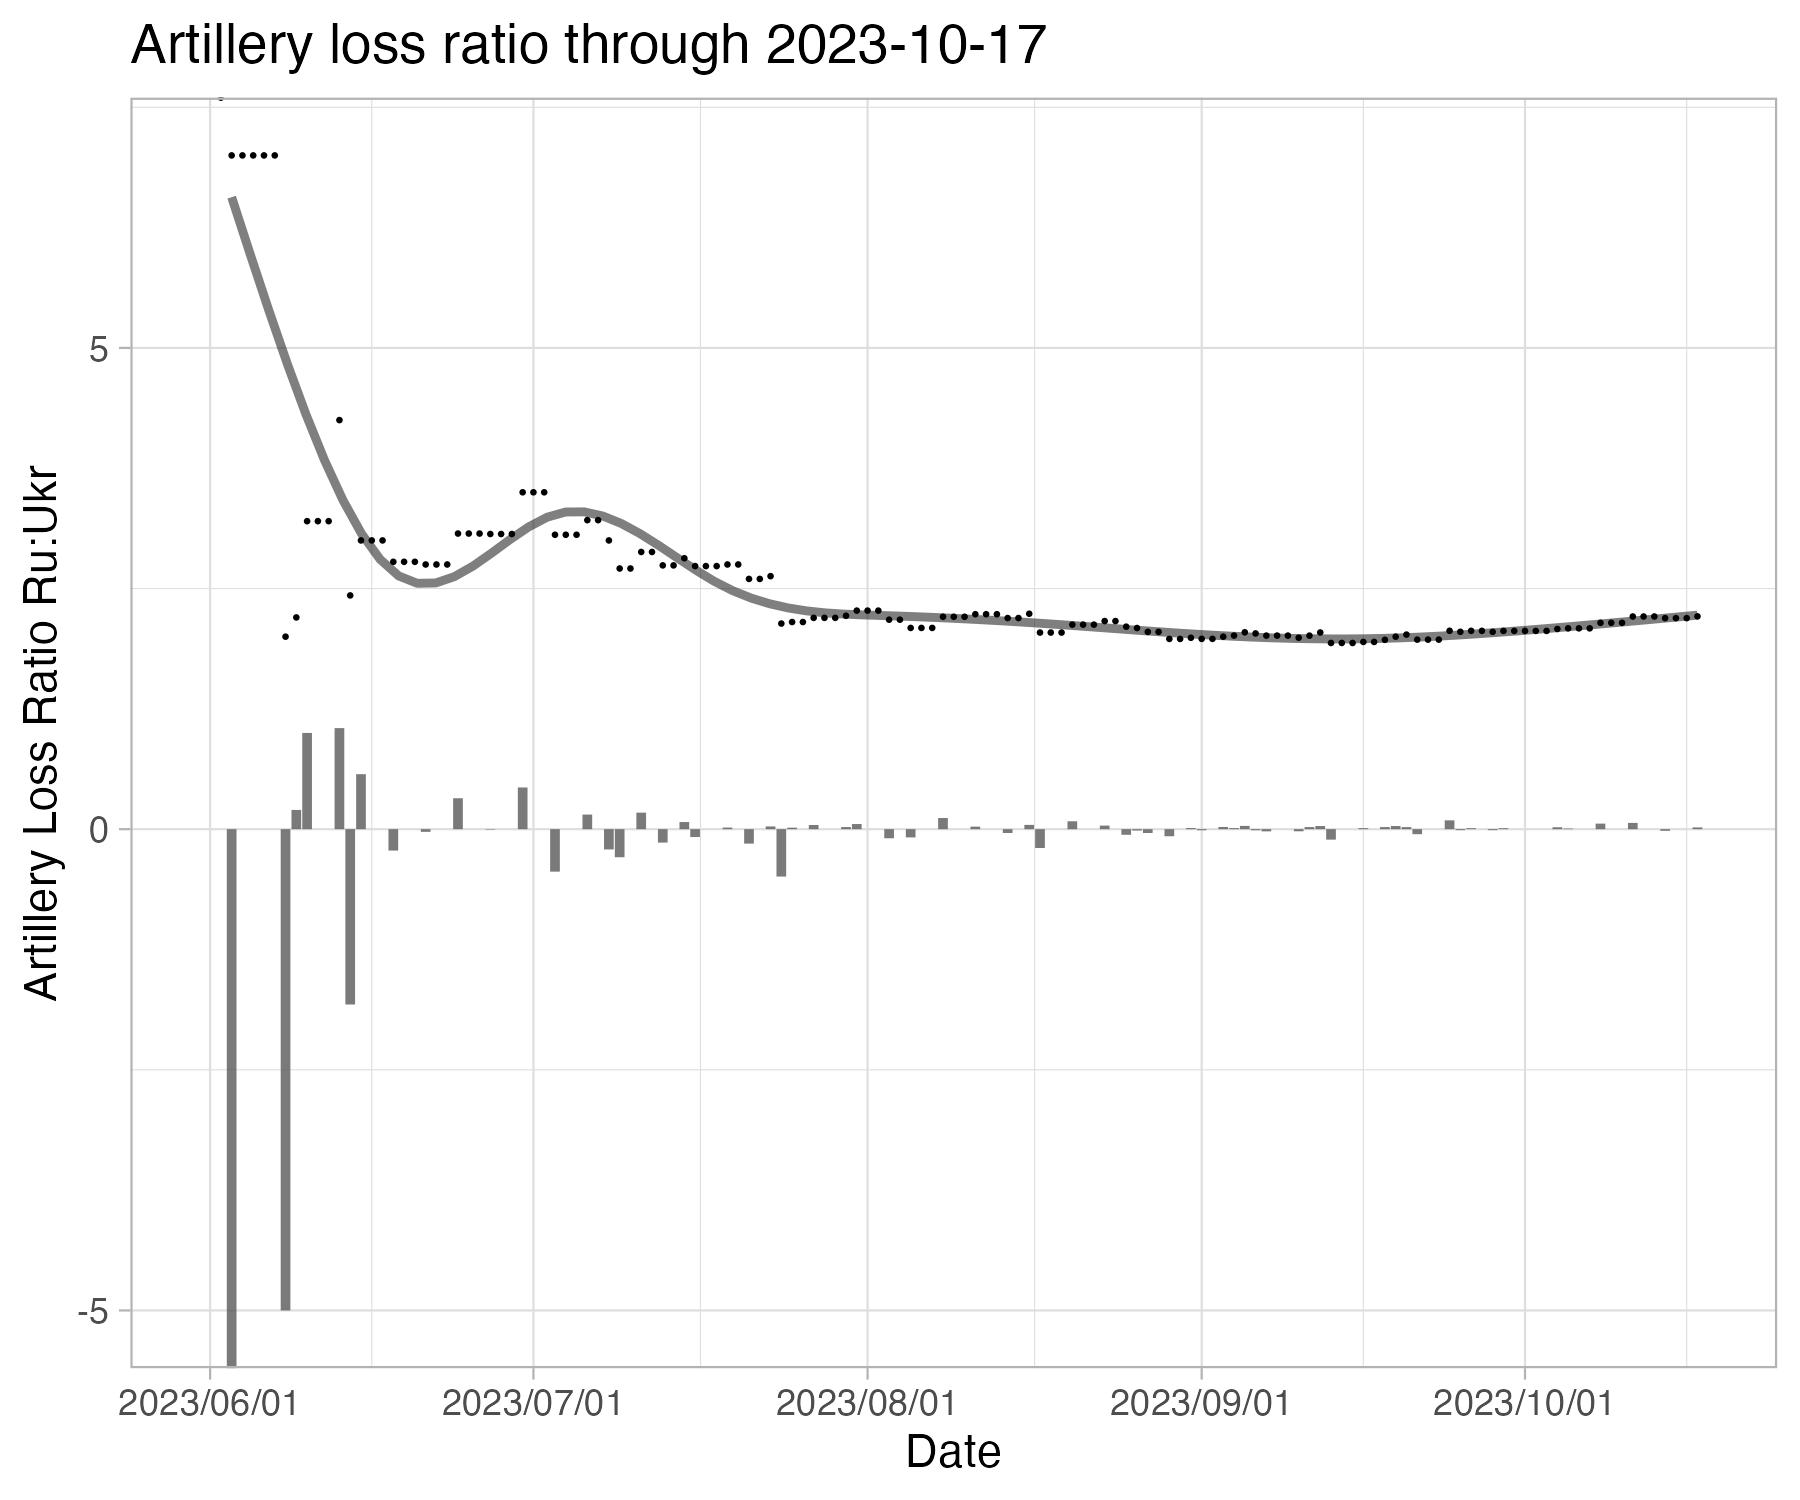 Artillery loss ratio through 2023-10-17
Artillery Loss Ratio Ru:Ukr
5
0
-5
2023/06/01
2023/07/01
2023/08/01
2023/09/01
2023/10/01
Date